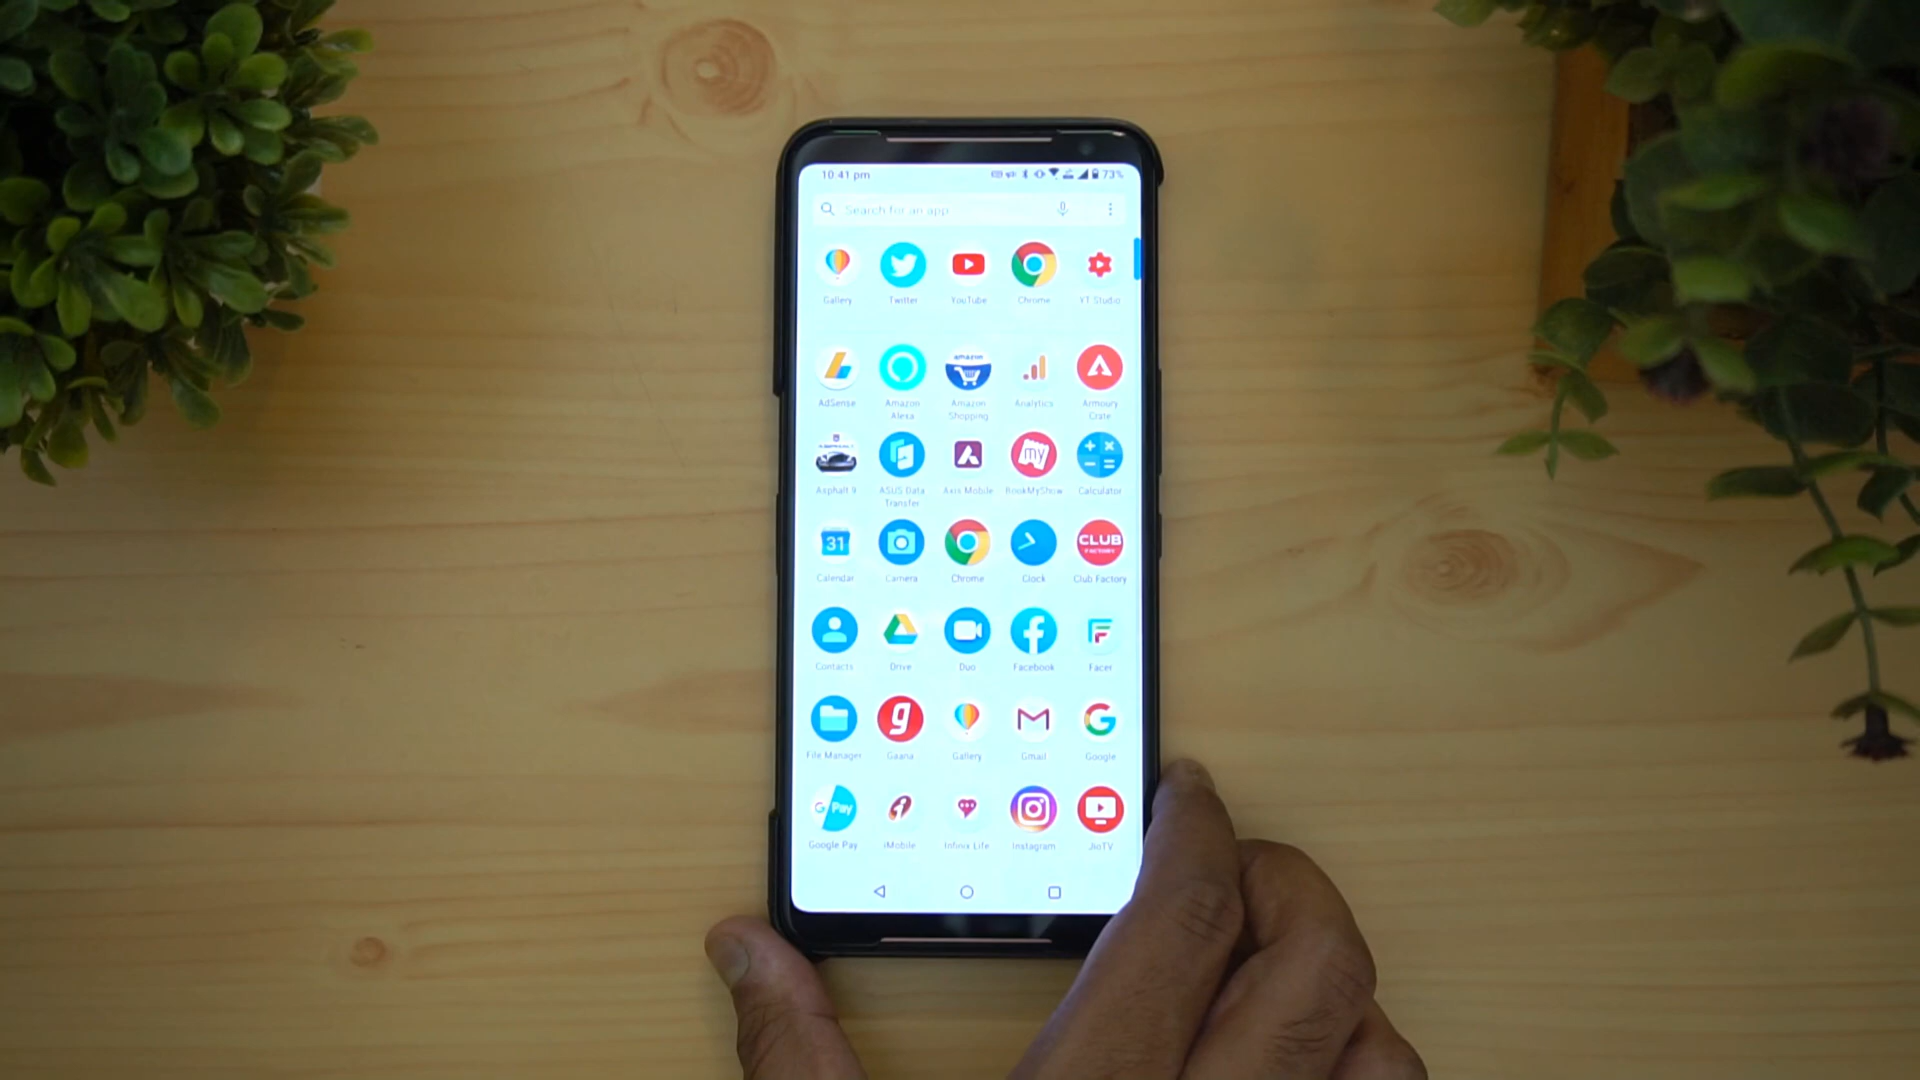 10:41 pm 73%
Search for an app
Gallery Twitter YouTube Chrome YT Studio
amazon
AdSense Amazon Alexa Amazon Shopping Analytics Armoury Crate
my
Asphalt 9 ASUS Data Transfer Axis Mobile BookMyShow Calculator
31 CLUB FACTORY
Calendar Camera Chrome Clock Club Factory
Contacts Drive Duo Facebook Facer
g G
File Manager Gaana Gallery Gmail Google
G Pay
Google Pay iMobile Infinix Life Instagram JioTV